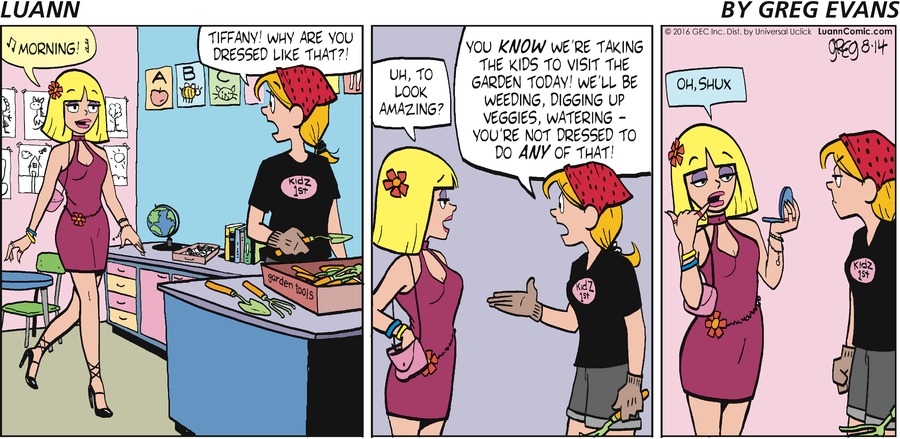 LUANN
BY GREG EVANS
MORNING!
TIFFANY! WHY ARE YOU
DRESSED LIKE THAT?!
A
B
C
KidZ
1st
garden tools
UH, TO
LOOK
AMAZING?
YOU KNOW WE'RE TAKING
THE KIDS TO VISIT THE
GARDEN TODAY! WE'LL BE
WEEDING, DIGGING UP
VEGGIES, WATERING –
YOU'RE NOT DRESSED TO
DO ANY OF THAT!
KidZ
1st
© 2016 GEC Inc. Dist. by Universal Uclick LuannComic.com
GREG 8-14
OH, SHUX
KidZ
1st